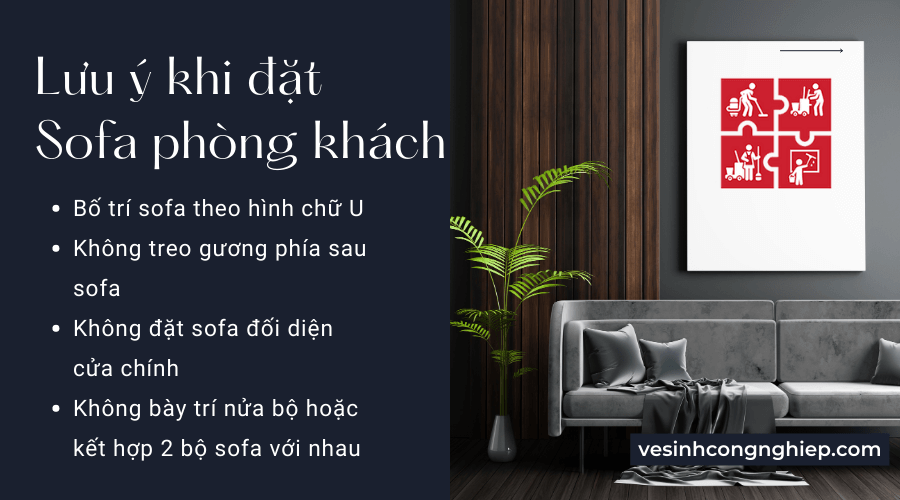 Lưu ý khi đặt
Sofa phòng khách
• Bố trí sofa theo hình chữ U
• Không treo gương phía sau
sofa
• Không đặt sofa đối diện
cửa chính
• Không bày trí nửa bộ hoặc
kết hợp 2 bộ sofa với nhau
vesinhcongnghiep.com